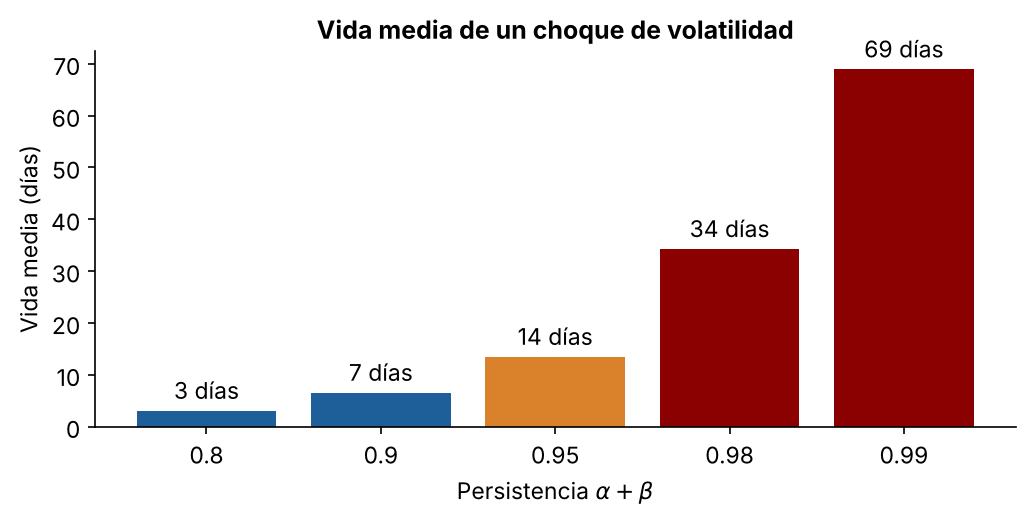 Vida media de un choque de volatilidad
Vida media (días)
70
60
50
40
30
20
10
0
3 días
7 días
14 días
34 días
69 días
0.8
0.9
0.95
0.98
0.99
Persistencia α + β